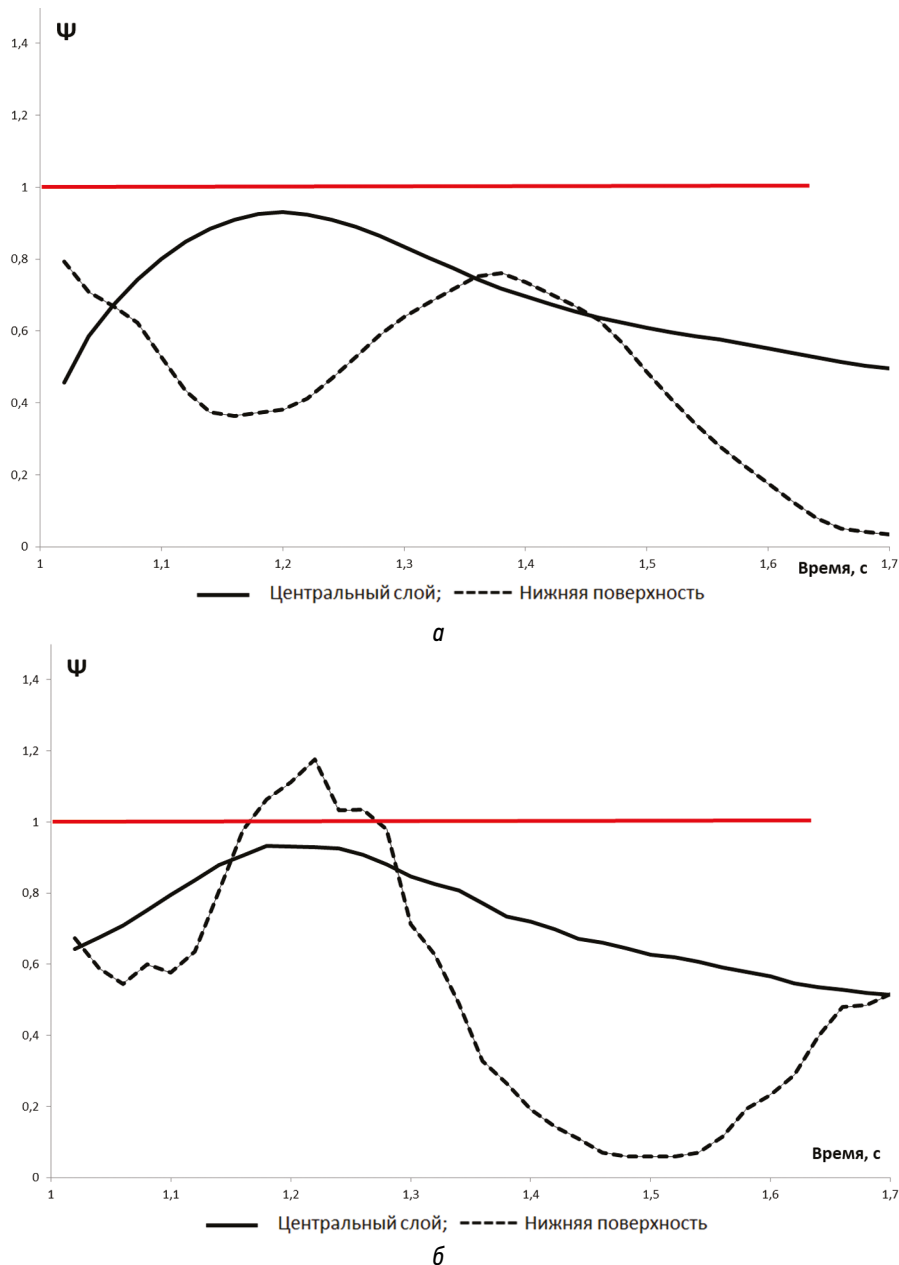 Ψ
1,4
1,2
1
0,8
0,6
0,4
0,2
0
1 1,1 1,2 1,3 1,4 1,5 1,6 1,7
Время, с
Центральный слой; Нижняя поверхность
а
Ψ
1,4
1,2
1
0,8
0,6
0,4
0,2
0
Время, с
1 1,1 1,2 1,3 1,4 1,5 1,6 1,7
Центральный слой; Нижняя поверхность
б